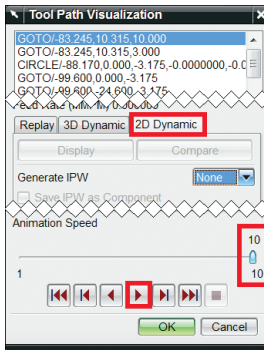 Tool Path Visualization
GOTO/-83.245,10.315,10.000
GOTO/-83.245,10.315,3.000
CIRCLE/-88.170,0.000,-3.175,-0.0000000,-0.0
GOTO/-99.600,0.000,-3.175
GOTO/-99.600,-24.600,-3.175
Replay
3D Dynamic
2D Dynamic
Display
Compare
Generate IPW
None
Save IPW as Component
Animation Speed
10
1
10
OK
Cancel